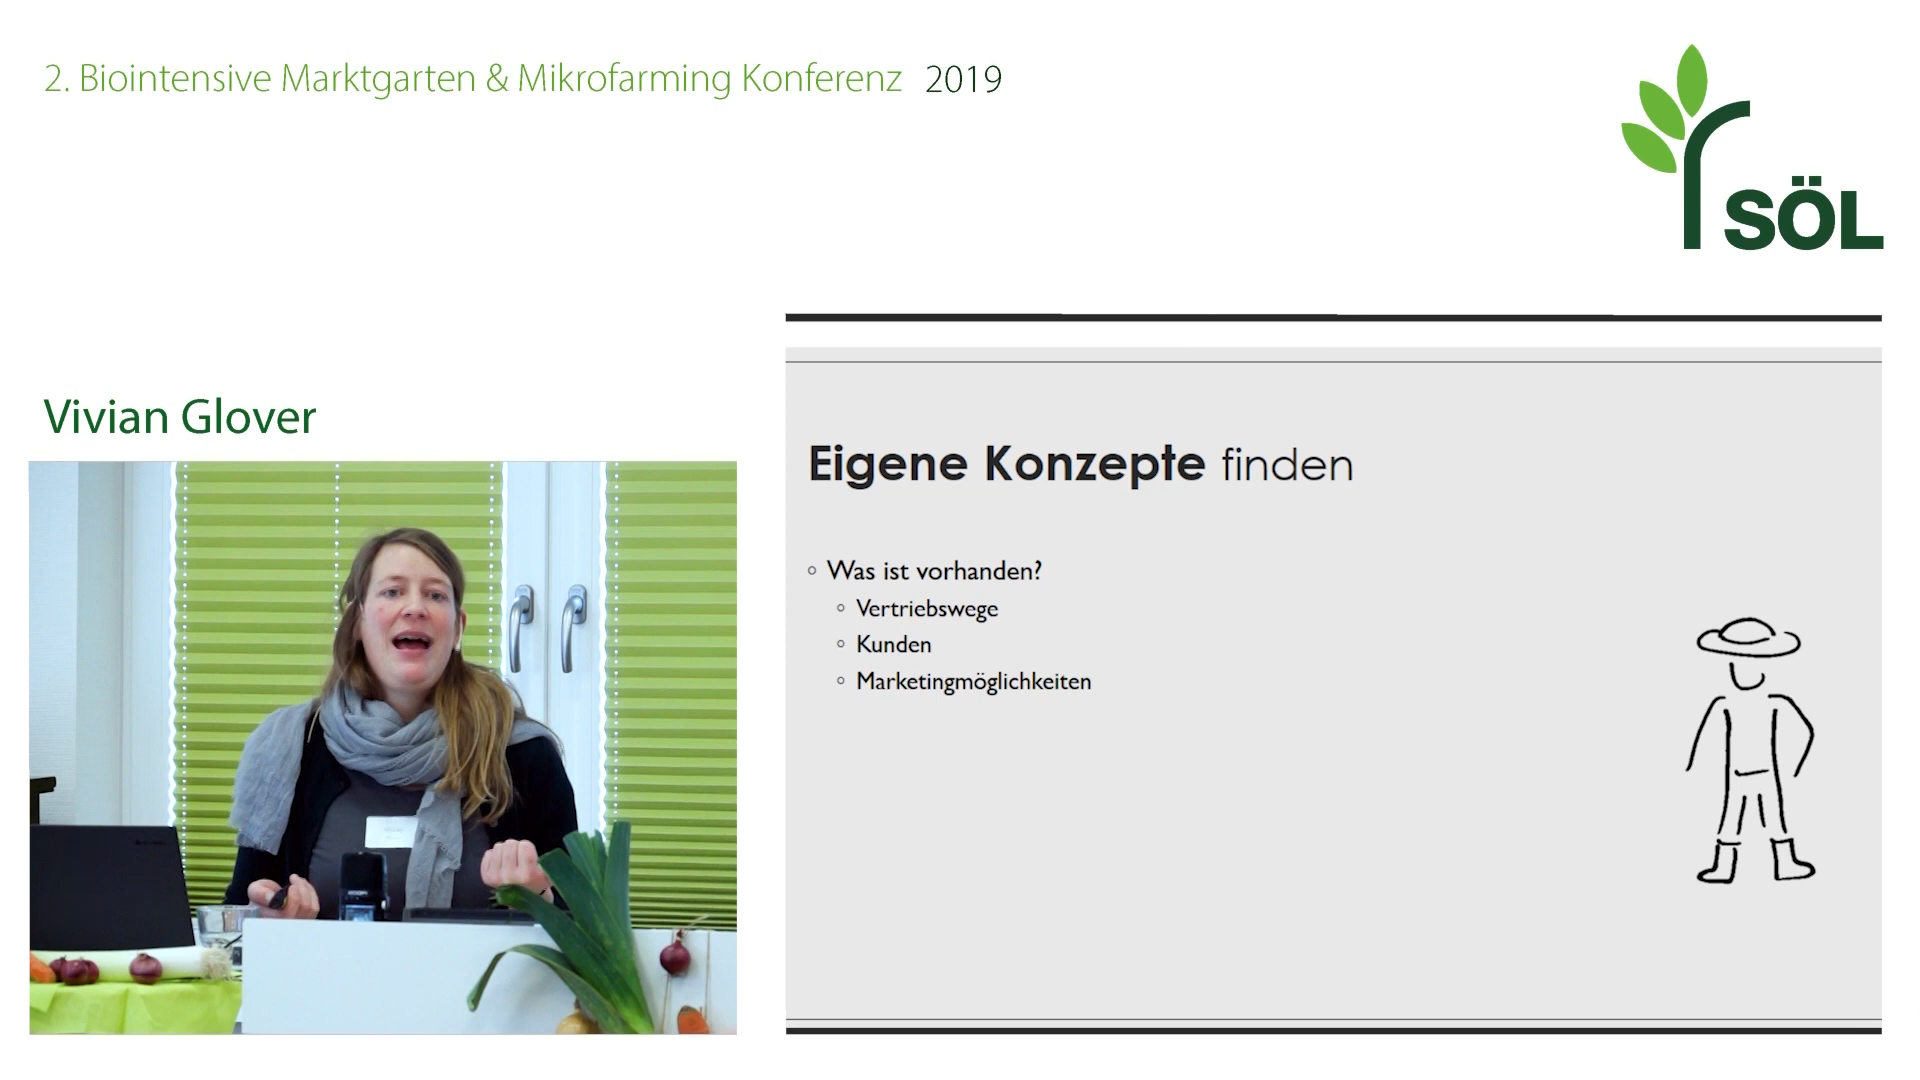 2. Biointensive Marktgarten & Mikrofarming Konferenz 2019
SÖL
Vivian Glover
Eigene Konzepte finden
Was ist vorhanden?
Vertriebswege
Kunden
Marketingmöglichkeiten